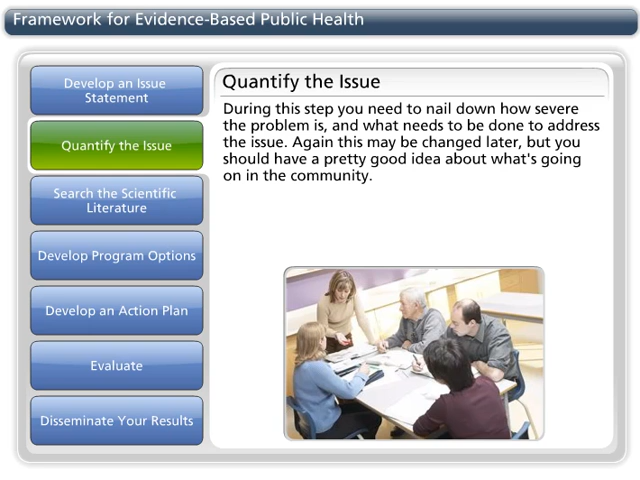 Framework for Evidence-Based Public Health
Develop an Issue
Statement
Quantify the Issue
Search the Scientific
Literature
Develop Program Options
Develop an Action Plan
Evaluate
Disseminate Your Results
Quantify the Issue
During this step you need to nail down how severe
the problem is, and what needs to be done to address
the issue. Again this may be changed later, but you
should have a pretty good idea about what's going
on in the community.